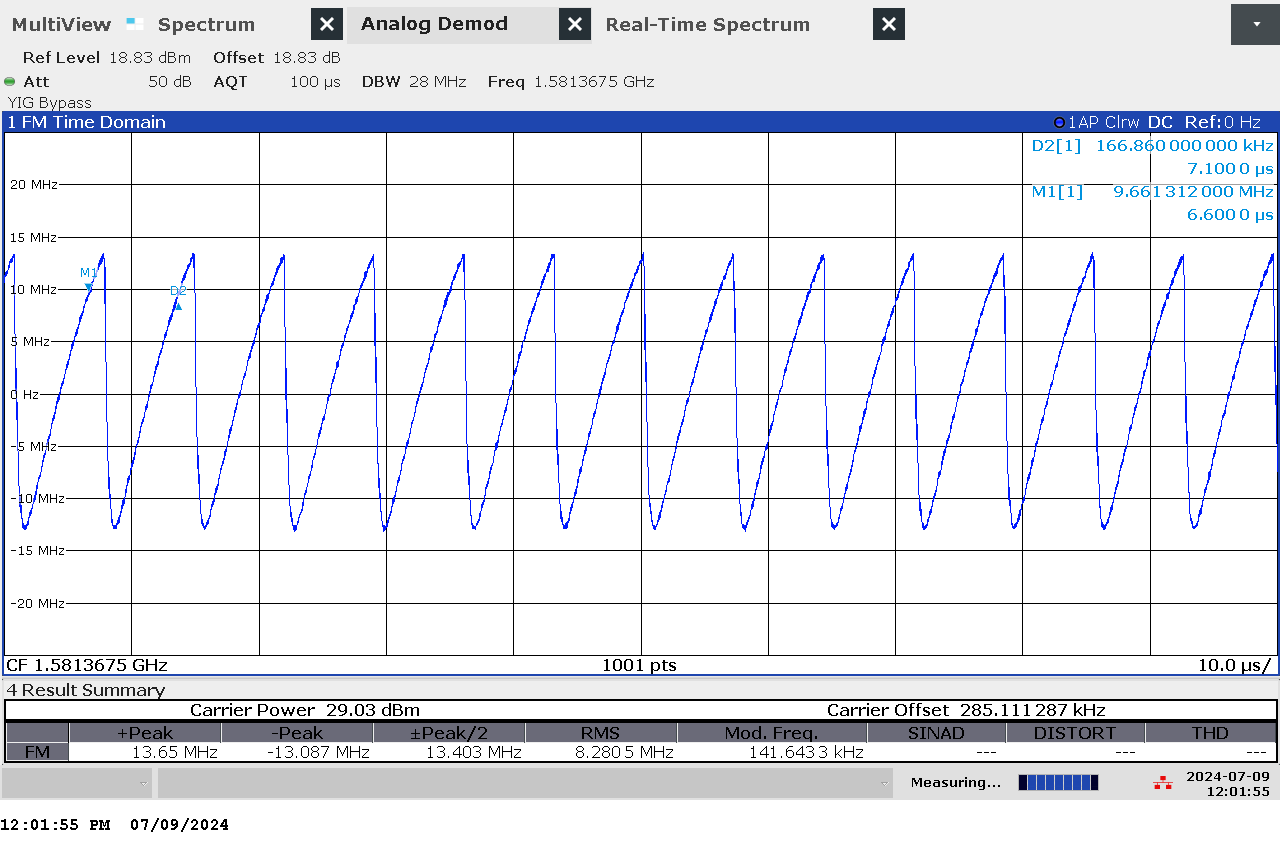 MultiView Spectrum Analog Demod Real-Time Spectrum
Ref Level 18.83 dBm Offset 18.83 dB
Att 50 dB AQT 100 µs DBW 28 MHz Freq 1.5813675 GHz
YIG Bypass
1 FM Time Domain 1AP Clrw DC Ref:0 Hz
D2[1] 166.860 000 000 kHz
7.100 0 µs
M1[1] 9.661 312 000 MHz
6.600 0 µs
20 MHz
15 MHz
M1
D2
10 MHz
5 MHz
0 Hz
-5 MHz
-10 MHz
-15 MHz
-20 MHz
CF 1.5813675 GHz 1001 pts 10.0 µs/
4 Result Summary
Carrier Power 29.03 dBm Carrier Offset 285.111 287 kHz
+Peak -Peak ±Peak/2 RMS Mod. Freq. SINAD DISTORT THD
FM 13.65 MHz -13.087 MHz 13.403 MHz 8.280 5 MHz 141.643 3 kHz --- --- ---
Measuring... 2024-07-09
12:01:55
12:01:55 PM 07/09/2024